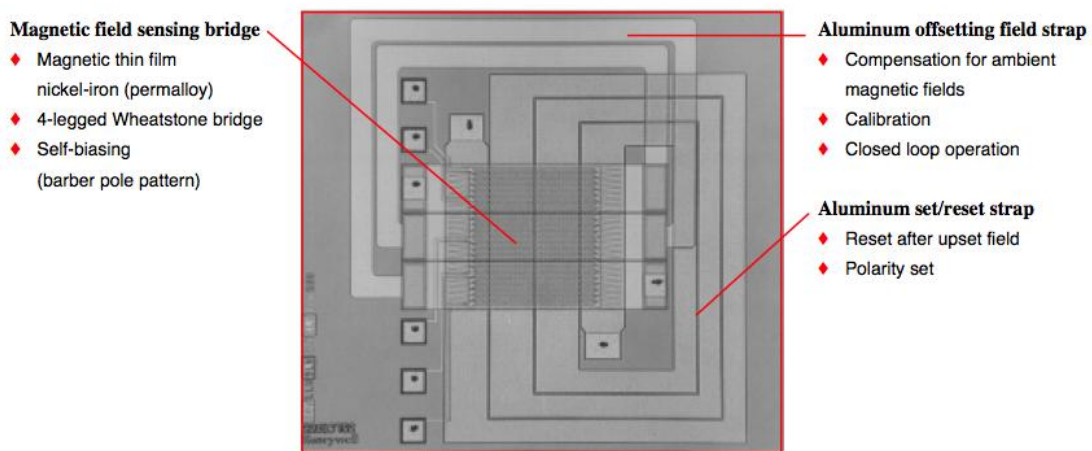 Magnetic field sensing bridge
♦ Magnetic thin film
nickel-iron (permalloy)
♦ 4-legged Wheatstone bridge
♦ Self-biasing
(barber pole pattern)
Aluminum offsetting field strap
♦ Compensation for ambient
magnetic fields
♦ Calibration
♦ Closed loop operation
Aluminum set/reset strap
♦ Reset after upset field
♦ Polarity set
Honeywell